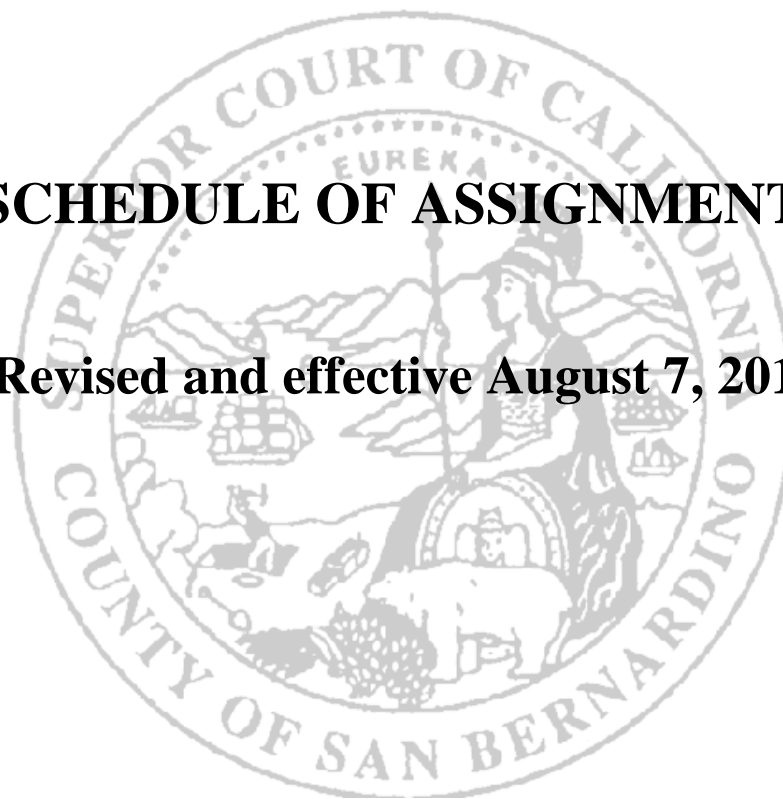 SUPERIOR COURT OF CALIFORNIA
EUREKA
SCHEDULE OF ASSIGNMENT
Revised and effective August 7, 201
COUNTY OF SAN BERNARDINO